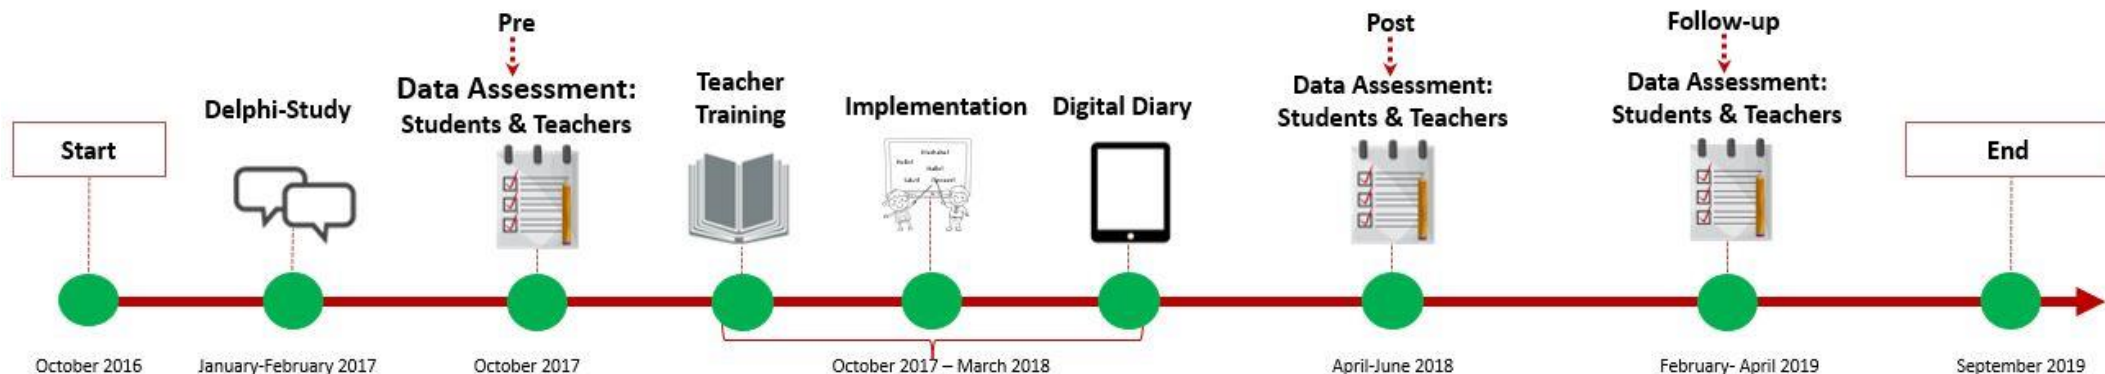 Start
Delphi-Study
Pre
Data Assessment:
Students & Teachers
Teacher
Training
Implementation
Digital Diary
Post
Data Assessment:
Students & Teachers
Follow-up
Data Assessment:
Students & Teachers
End
October 2016
January-February 2017
October 2017
October 2017 – March 2018
April-June 2018
February- April 2019
September 2019